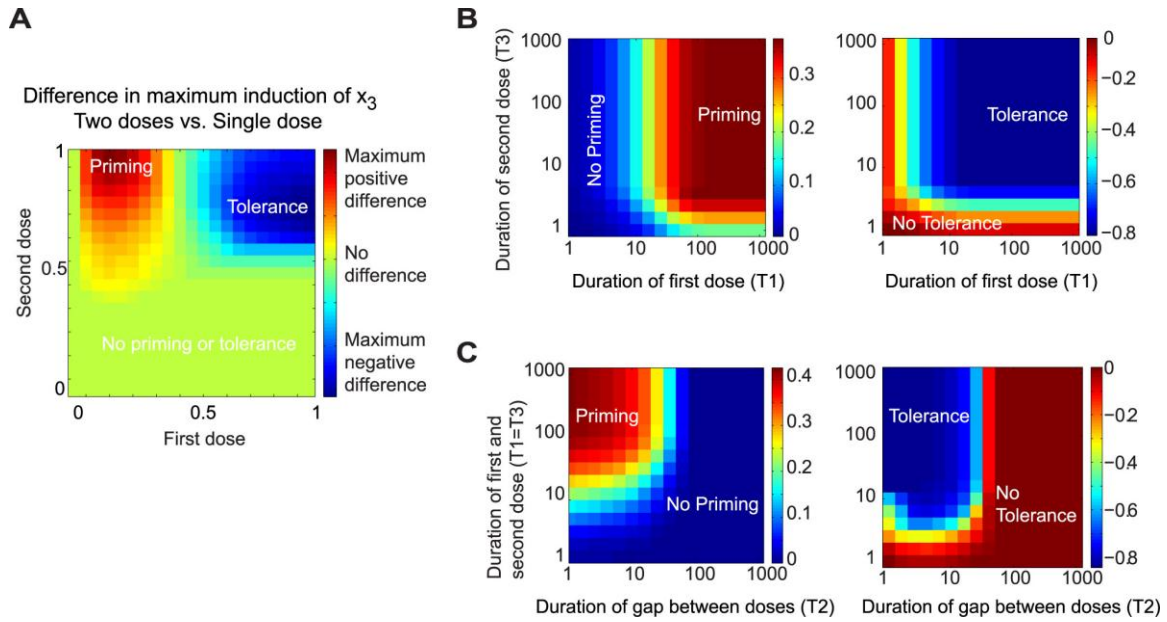 A
Difference in maximum induction of x₃
Two doses vs. Single dose
Second dose
1
0.5
0
Priming
Tolerance
No priming or tolerance
0
0.5
1
First dose
Maximum
positive
difference
No
difference
Maximum
negative
difference
B
Duration of second dose (T3)
1000
100
10
1
No Priming
Priming
1
10
100
1000
Duration of first dose (T1)
0.3
0.2
0.1
0
1000
100
10
1
Tolerance
No Tolerance
1
10
100
1000
Duration of first dose (T1)
0
−0.2
−0.4
−0.6
−0.8
C
Duration of first and
second dose (T1=T3)
1000
100
10
1
Priming
No Priming
1
10
100
1000
Duration of gap between doses (T2)
0.4
0.3
0.2
0.1
0
1000
100
10
1
Tolerance
No
Tolerance
1
10
100
1000
Duration of gap between doses (T2)
0
−0.2
−0.4
−0.6
−0.8